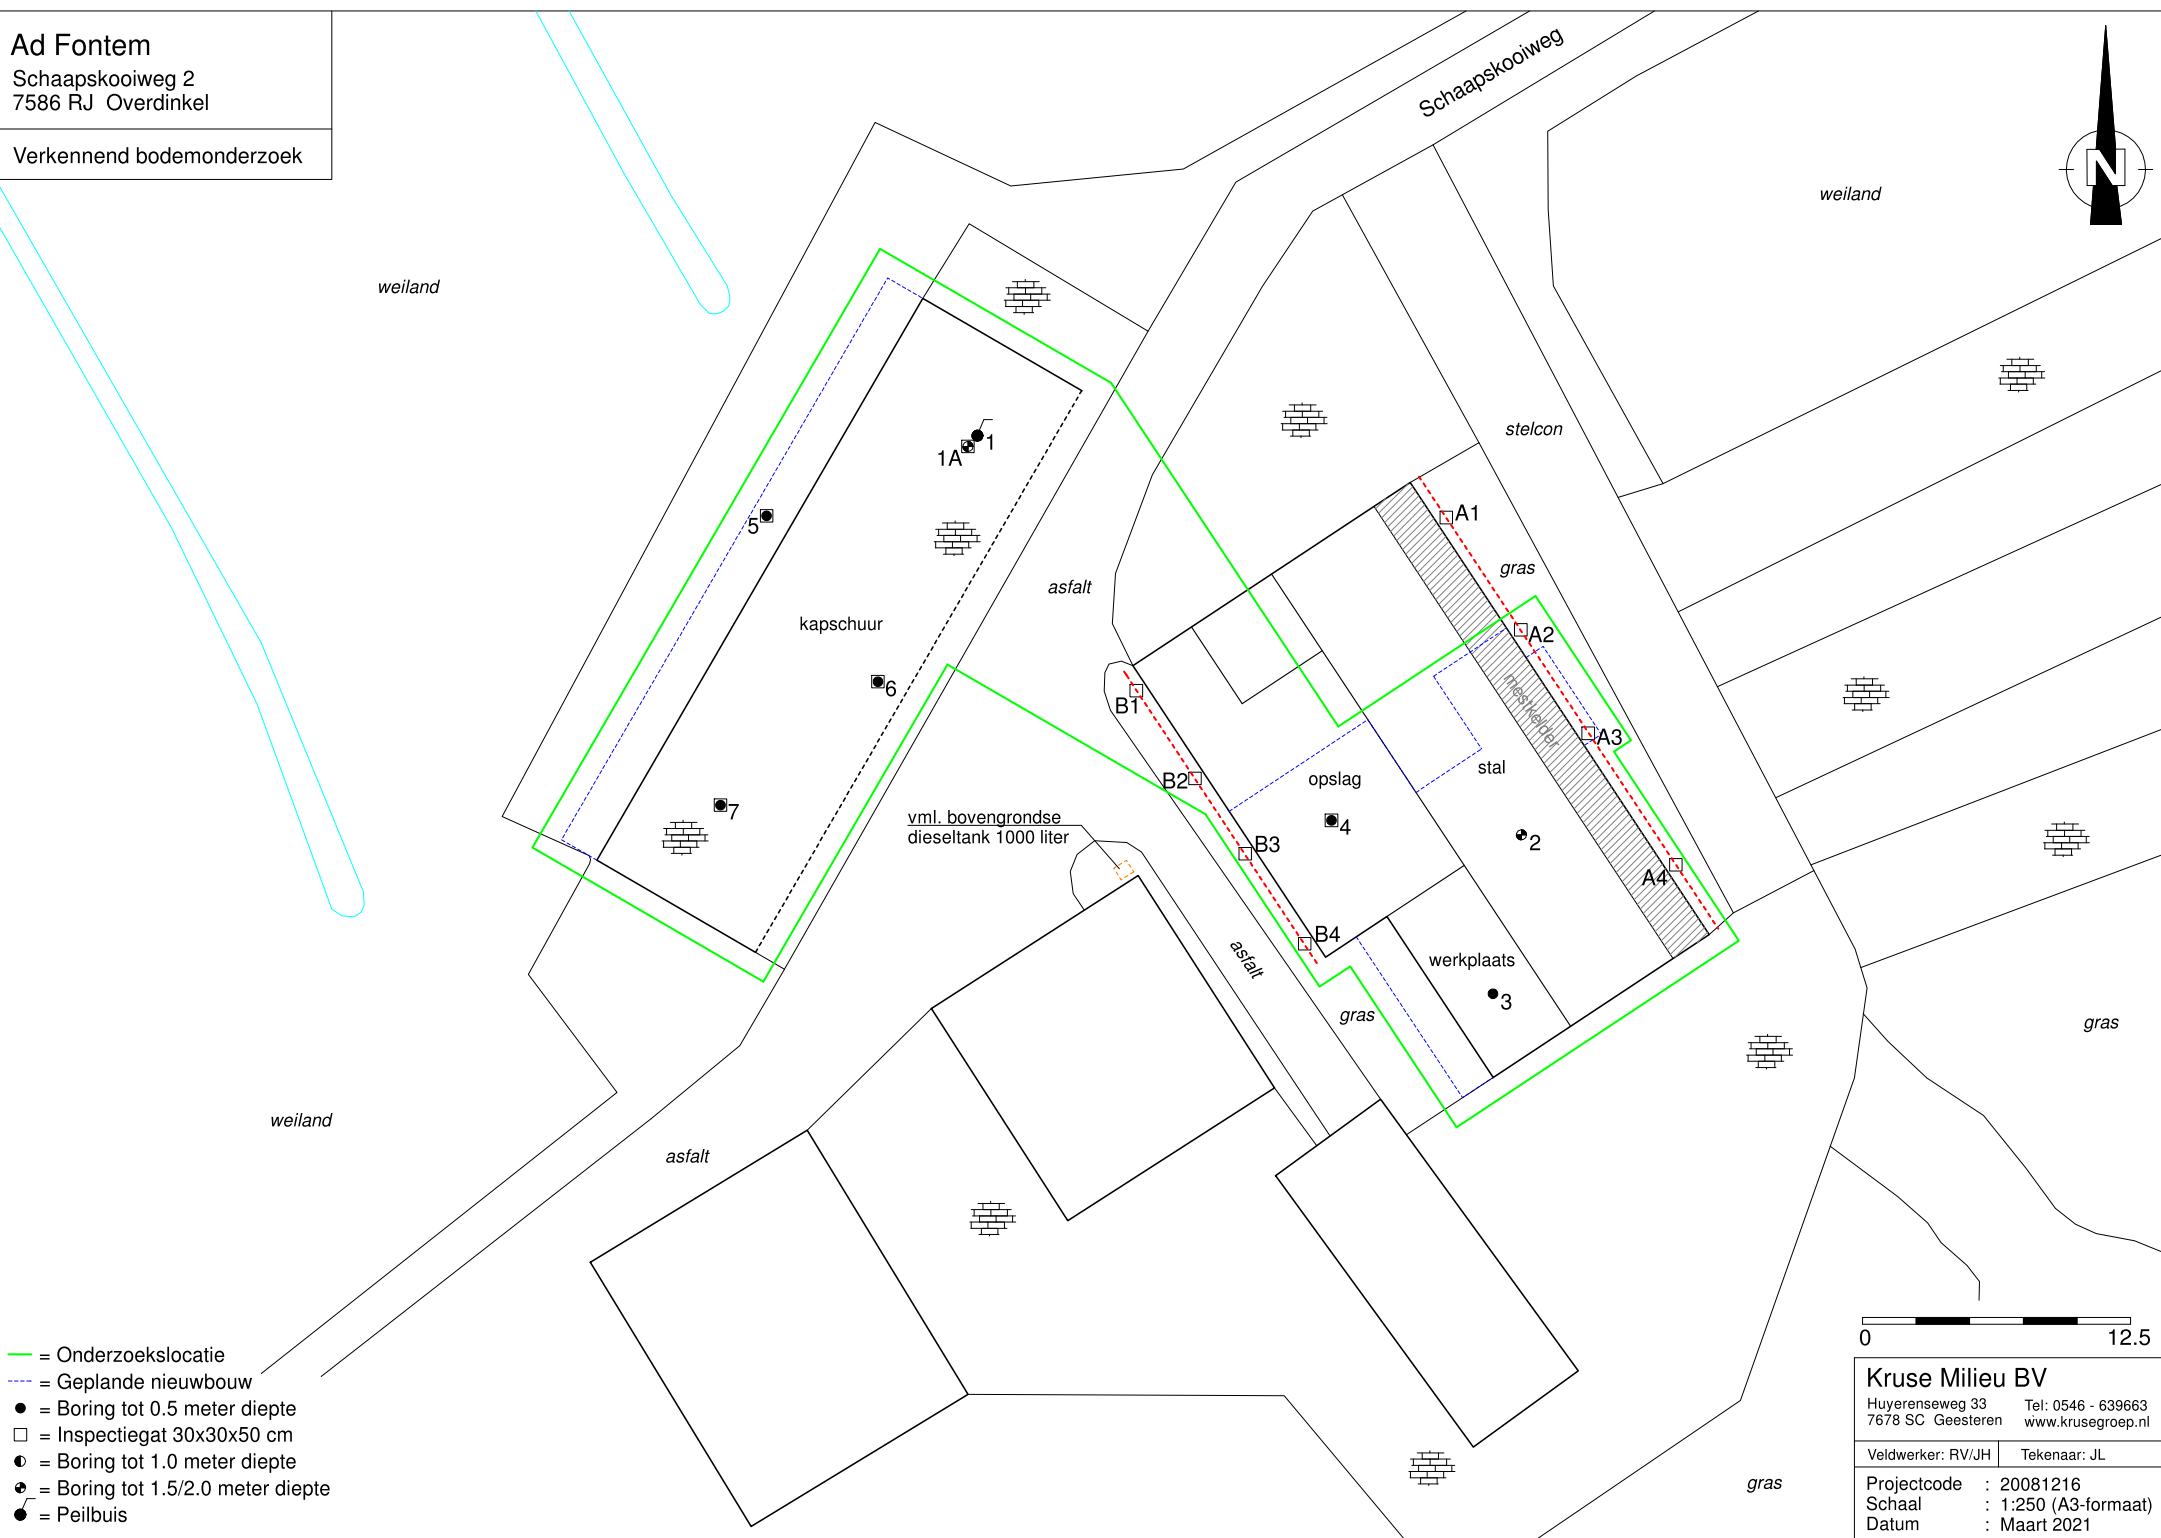 Ad Fontem
Schaapskooiweg 2
7586 RJ Overdinkel
Verkennend bodemonderzoek
Schaapskooiweg
N
weiland
weiland
stelcon
1
1A
5
A1
gras
asfalt
kapschuur
A2
6
B1
mestkelder
A3
stal
B2
opslag
7
vml. bovengrondse
dieseltank 1000 liter
4
2
B3
A4
B4
asfalt
werkplaats
3
gras
gras
weiland
asfalt
gras
= Onderzoekslocatie
= Geplande nieuwbouw
= Boring tot 0.5 meter diepte
= Inspectiegat 30x30x50 cm
= Boring tot 1.0 meter diepte
= Boring tot 1.5/2.0 meter diepte
= Peilbuis
0 12.5
Kruse Milieu BV
Huyerenseweg 33 Tel: 0546 - 639663
7678 SC Geesteren www.krusegroep.nl
Veldwerker: RV/JH Tekenaar: JL
Projectcode : 20081216
Schaal : 1:250 (A3-formaat)
Datum : Maart 2021